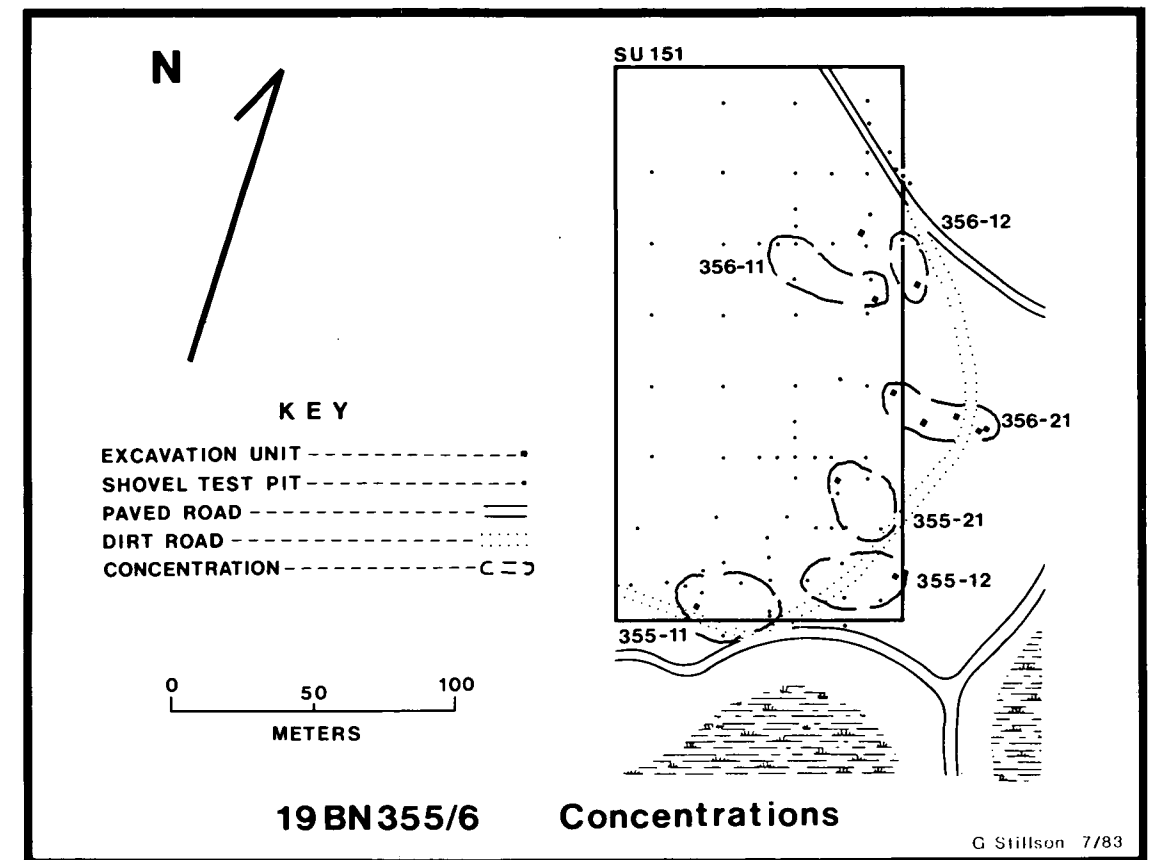 N
SU 151
356-12
356-11
KEY
EXCAVATION UNIT
SHOVEL TEST PIT
PAVED ROAD
DIRT ROAD
CONCENTRATION
356-21
355-21
355-12
355-11
0 50 100
METERS
19BN355/6 Concentrations
G Stillson 7/83